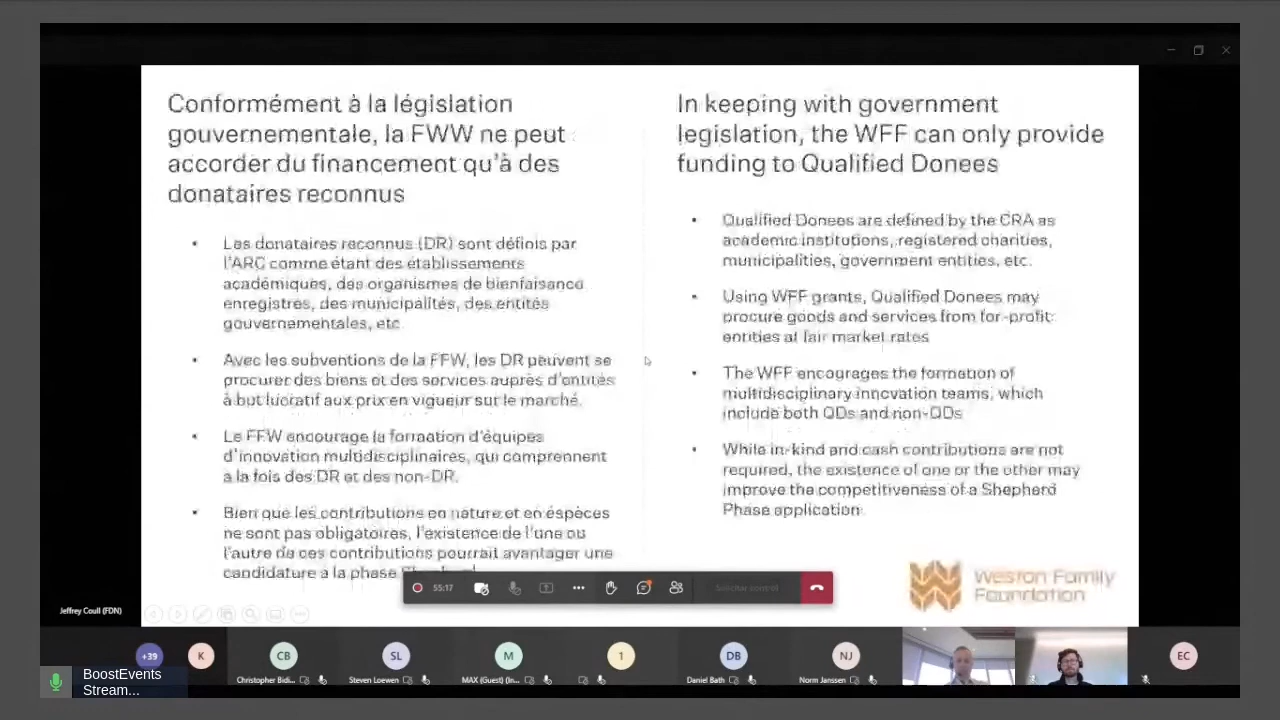 Conformément à la législation
gouvernementale, la FWW ne peut
accorder du financement qu'à des
donataires reconnus
• Les donataires reconnus (DR) sont définis par
l'ARC comme étant des établissements
académiques, des organismes de bienfaisance
enregistrés, des municipalités, des entités
gouvernementales, etc.
• Avec les subventions de la FFW, les DR peuvent se
procurer des biens et des services auprès d'entités
à but lucratif aux prix en vigueur sur le marché.
• La FFW encourage la formation d'équipes
d'innovation multidisciplinaires, qui comprennent
à la fois des DR et des non-DR.
• Bien que les contributions en nature et en espèces
ne sont pas obligatoires, l'existence de l'une ou
l'autre de ces contributions pourrait avantager une
candidature à la phase
In keeping with government
legislation, the WFF can only provide
funding to Qualified Donees
• Qualified Donees are defined by the CRA as
academic institutions, registered charities,
municipalities, government entities, etc.
• Using WFF grants, Qualified Donees may
procure goods and services from for-profit
entities at fair market rates
• The WFF encourages the formation of
multidisciplinary innovation teams, which
include both QDs and non-QDs
• While in-kind and cash contributions are not
required, the existence of one or the other may
improve the competitiveness of a Shepherd
Phase application
Weston Family
Foundation
55:17
Jeffrey Coull (FDN)
+39
K
CB
SL
M
1
DB
NJ
EC
Christopher Bidi...
Steven Loewen
MAX (Guest) (In...
Daniel Bath
Norm Janssen
BoostEvents
Stream...